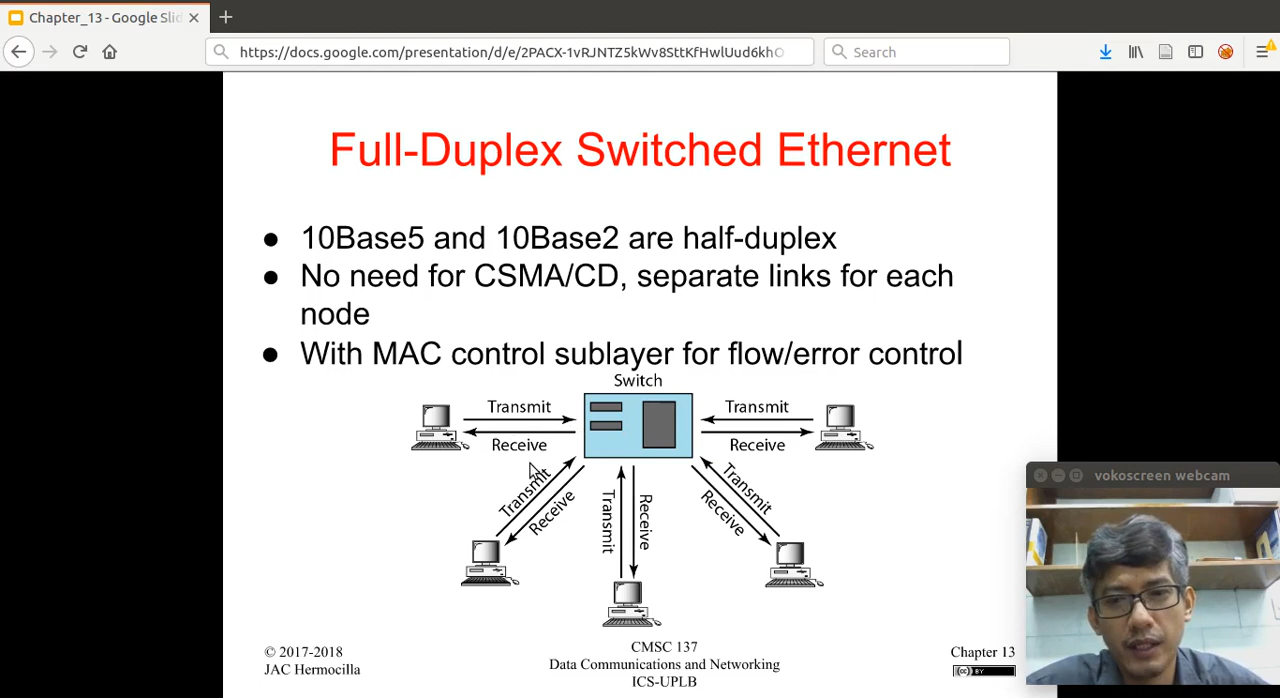 Chapter_13 - Google Slid
https://docs.google.com/presentation/d/e/2PACX-1vRJNTZ5kWv8SttKfHwlUud6khO
Search
Full-Duplex Switched Ethernet
● 10Base5 and 10Base2 are half-duplex
● No need for CSMA/CD, separate links for each
node
● With MAC control sublayer for flow/error control
Switch
Transmit
Receive
Transmit
Receive
Transmit
Receive
Transmit
Receive
Transmit
Receive
© 2017-2018
JAC Hermocilla
CMSC 137
Data Communications and Networking
ICS-UPLB
Chapter 13
CC BY
vokoscreen webcam